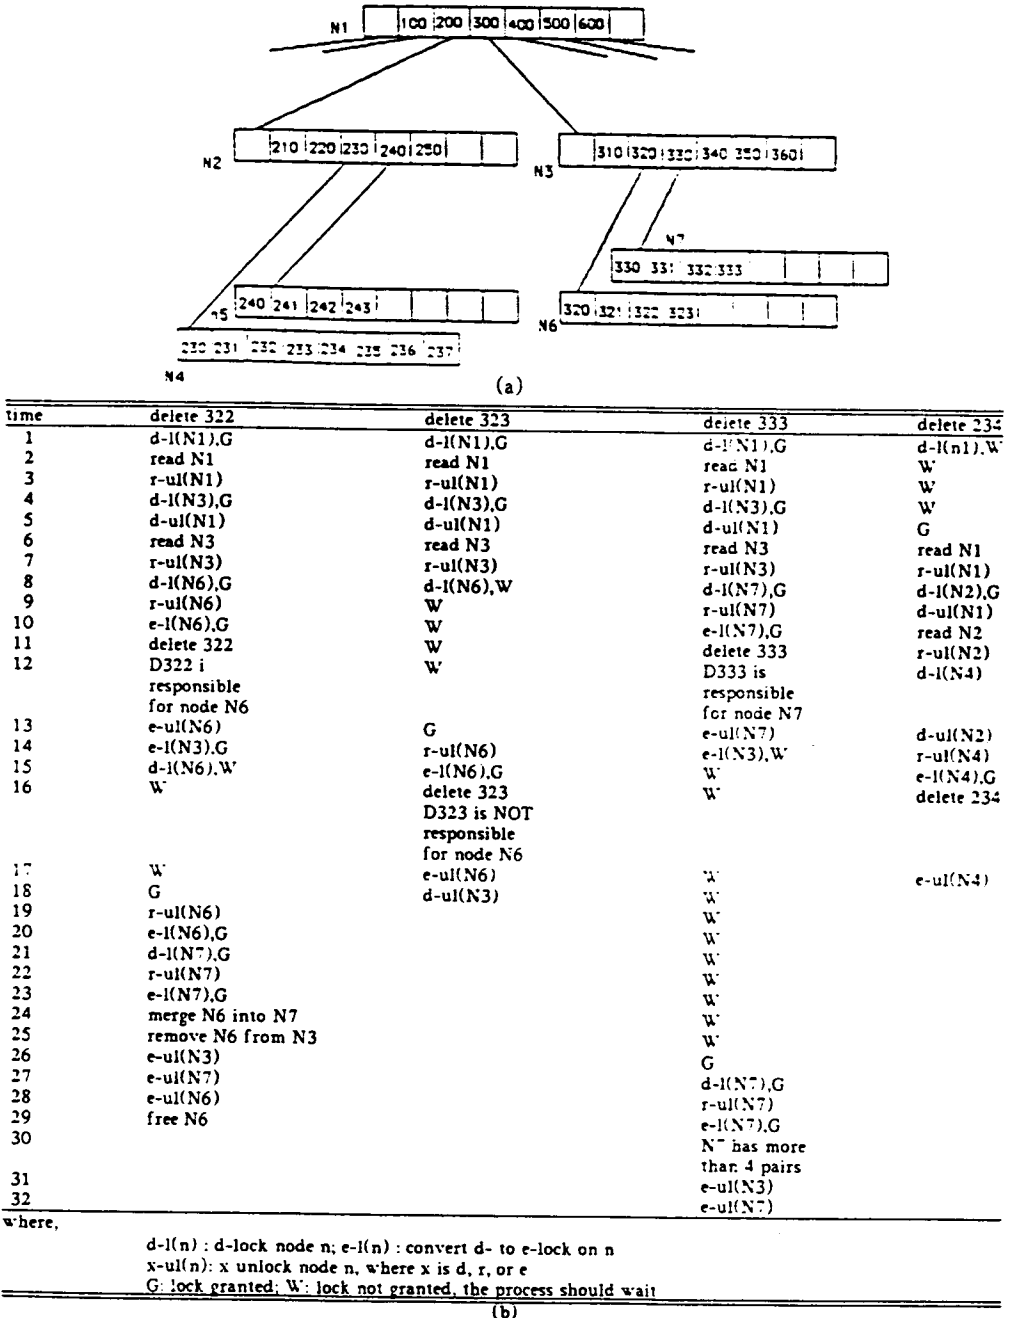 N1 100 200 300 400 500 600
N2 210 220 230 240 250
N3 310 320 330 340 350 360
N7
330 331 332 333
n5 240 241 242 243
N6 320 321 322 323
230 231 232 233 234 235 236 237
N4
(a)
time delete 322 delete 323 delete 333 delete 234
1 d-l(N1),G d-l(N1),G d-l(N1),G d-l(n1),W
2 read N1 read N1 read N1 W
3 r-ul(N1) r-ul(N1) r-ul(N1) W
4 d-l(N3),G d-l(N3),G d-l(N3),G W
5 d-ul(N1) d-ul(N1) d-ul(N1) G
6 read N3 read N3 read N3 read N1
7 r-ul(N3) r-ul(N3) r-ul(N3) r-ul(N1)
8 d-l(N6),G d-l(N6),W d-l(N7),G d-l(N2),G
9 r-ul(N6) W r-ul(N7) d-ul(N1)
10 e-l(N6),G W e-l(N7),G read N2
11 delete 322 W delete 333 r-ul(N2)
12 D322 i W D333 is d-l(N4)
responsible responsible
for node N6 for node N7
13 e-ul(N6) G e-ul(N7) d-ul(N2)
14 e-l(N3),G r-ul(N6) e-l(N3),W r-ul(N4)
15 d-l(N6),W e-l(N6),G W e-l(N4),G
16 W delete 323 W delete 234
D323 is NOT
responsible
for node N6
17 W e-ul(N6) W e-ul(N4)
18 G d-ul(N3) W
19 r-ul(N6) W
20 e-l(N6),G W
21 d-l(N7),G W
22 r-ul(N7) W
23 e-l(N7),G W
24 merge N6 into N7 W
25 remove N6 from N3 W
26 e-ul(N3) G
27 e-ul(N7) d-l(N7),G
28 e-ul(N6) r-ul(N7)
29 free N6 e-l(N7),G
30 N7 has more
than 4 pairs
31 e-ul(N3)
32 e-ul(N7)
where,
d-l(n) : d-lock node n; e-l(n) : convert d- to e-lock on n
x-ul(n): x unlock node n, where x is d, r, or e
G: lock granted; W: lock not granted, the process should wait
(b)